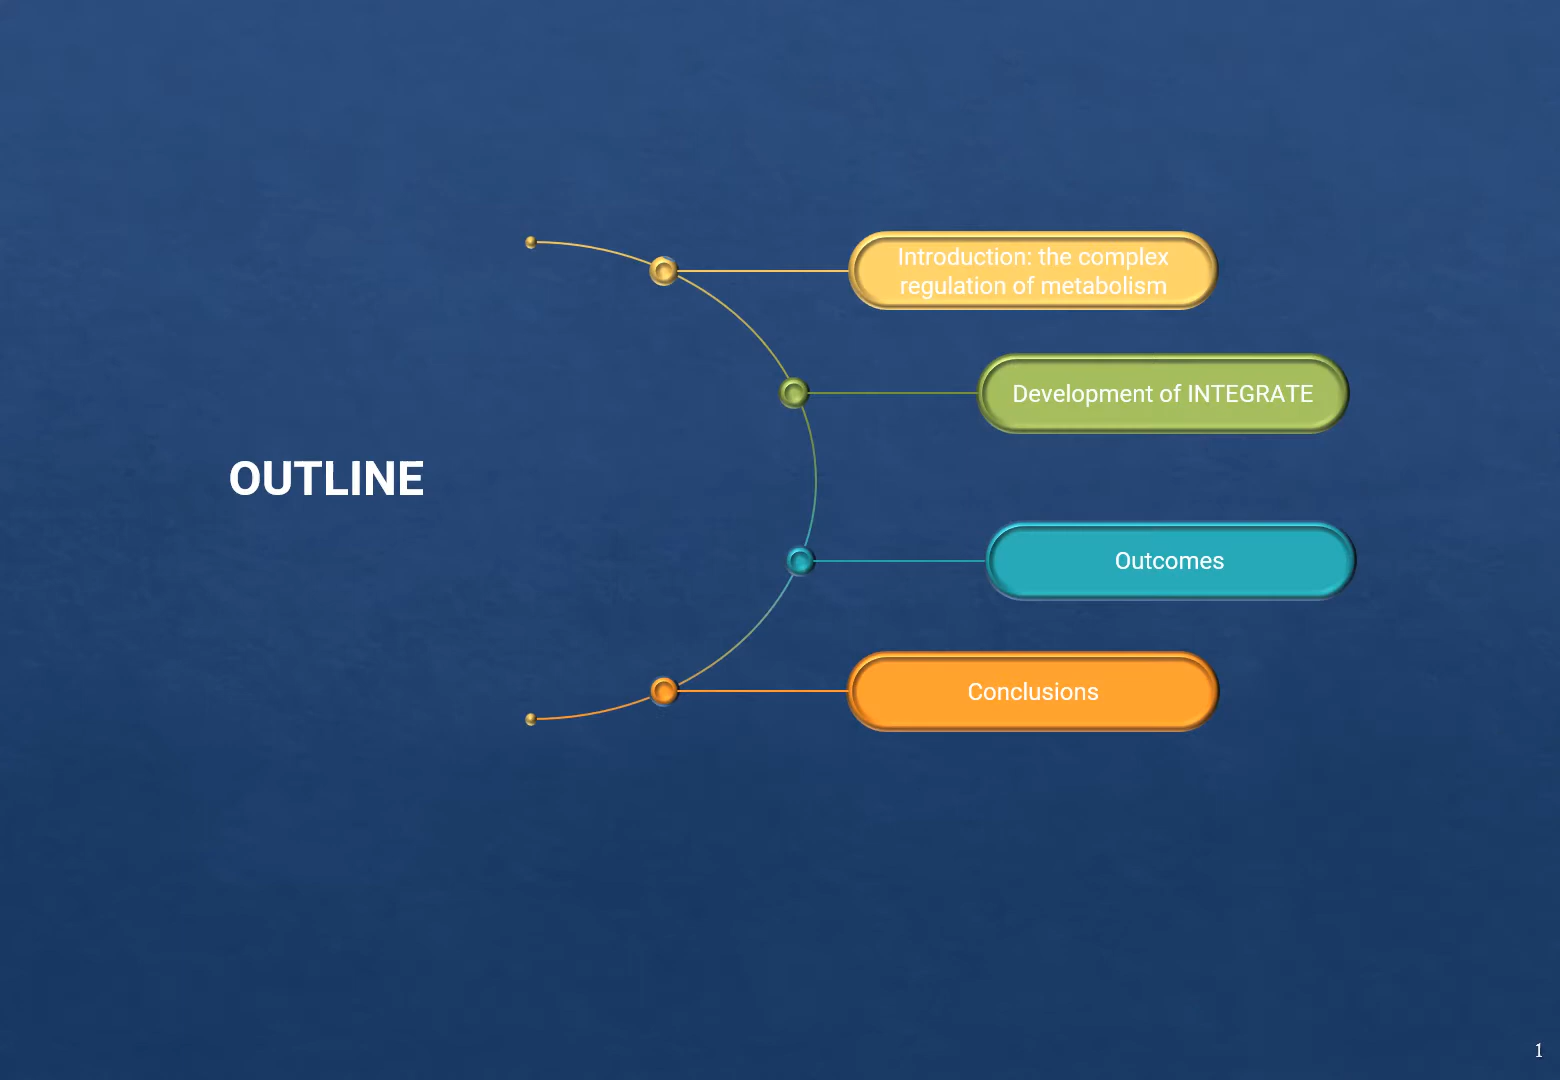 OUTLINE
Introduction: the complex
regulation of metabolism
Development of INTEGRATE
Outcomes
Conclusions
1